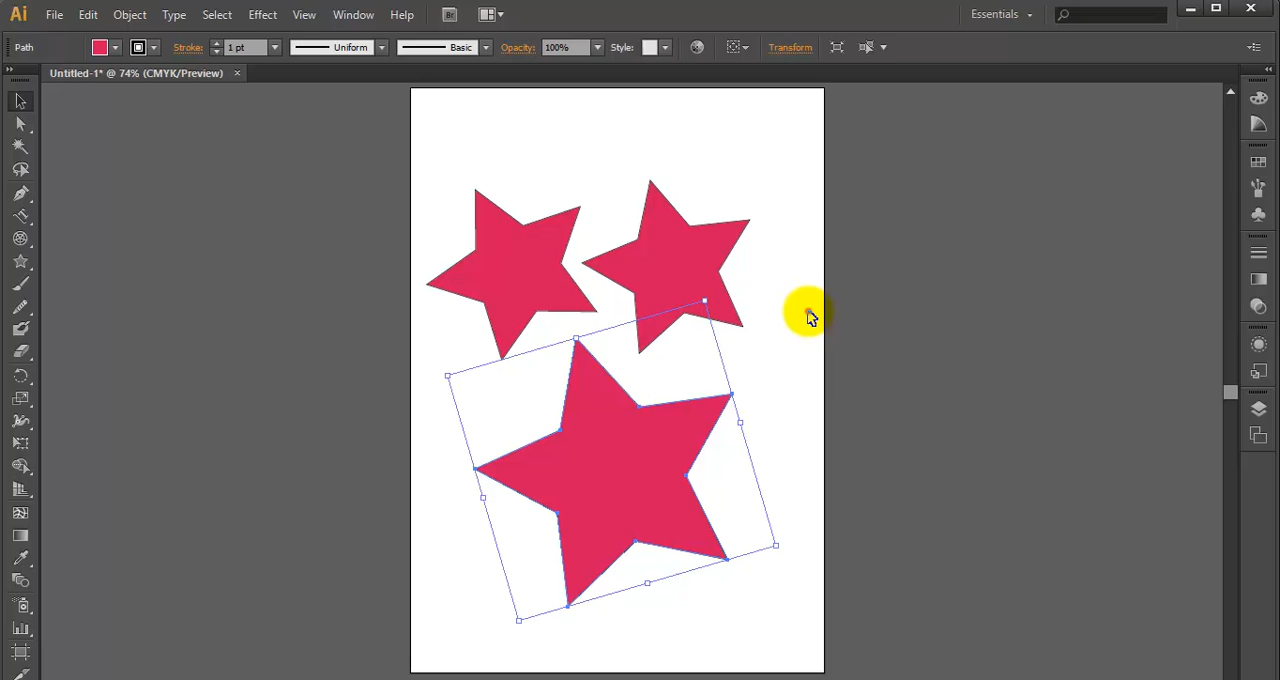 Ai File Edit Object Type Select Effect View Window Help Br Essentials
Path Stroke: 1 pt Uniform Basic Opacity: 100% Style: Transform
Untitled-1* @ 74% (CMYK/Preview) ×